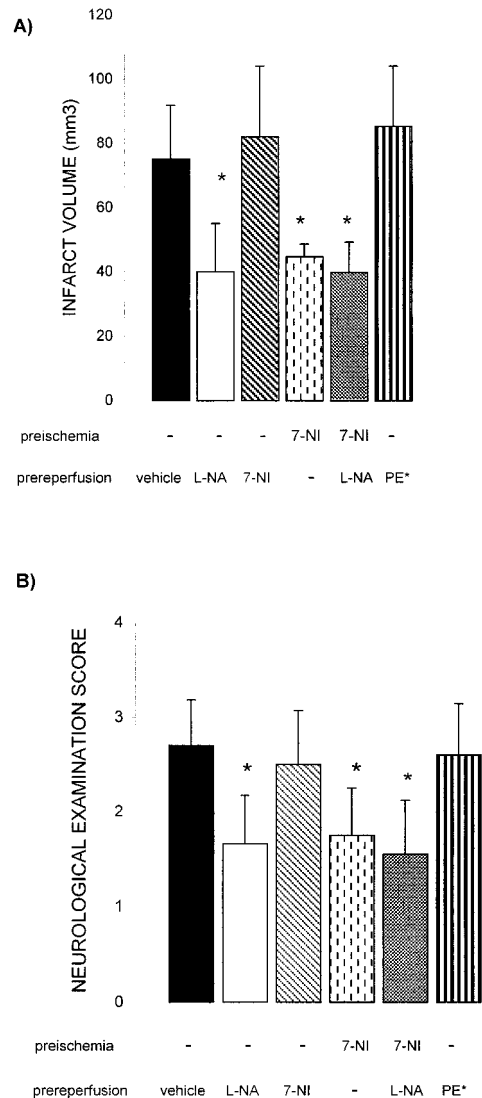 A)
INFARCT VOLUME (mm3)
120
100
80
60
40
20
0
*
*
*
preischemia - - - 7-NI 7-NI -
prereperfusion vehicle L-NA 7-NI - L-NA PE*
B)
NEUROLOGICAL EXAMINATION SCORE
4
3
2
1
0
*
*
*
preischemia - - - 7-NI 7-NI -
prereperfusion vehicle L-NA 7-NI - L-NA PE*